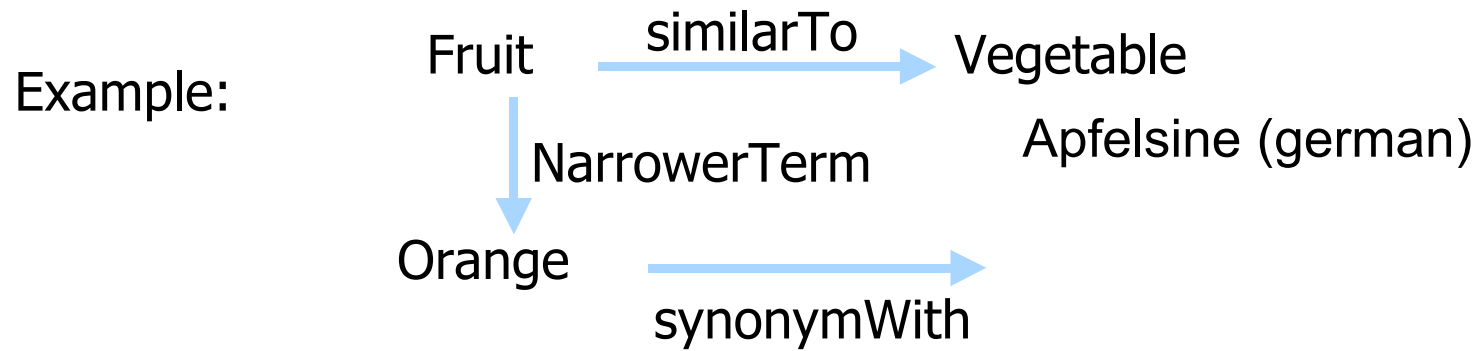 Example:
Fruit
similarTo
Vegetable
Apfelsine (german)
NarrowerTerm
Orange
synonymWith